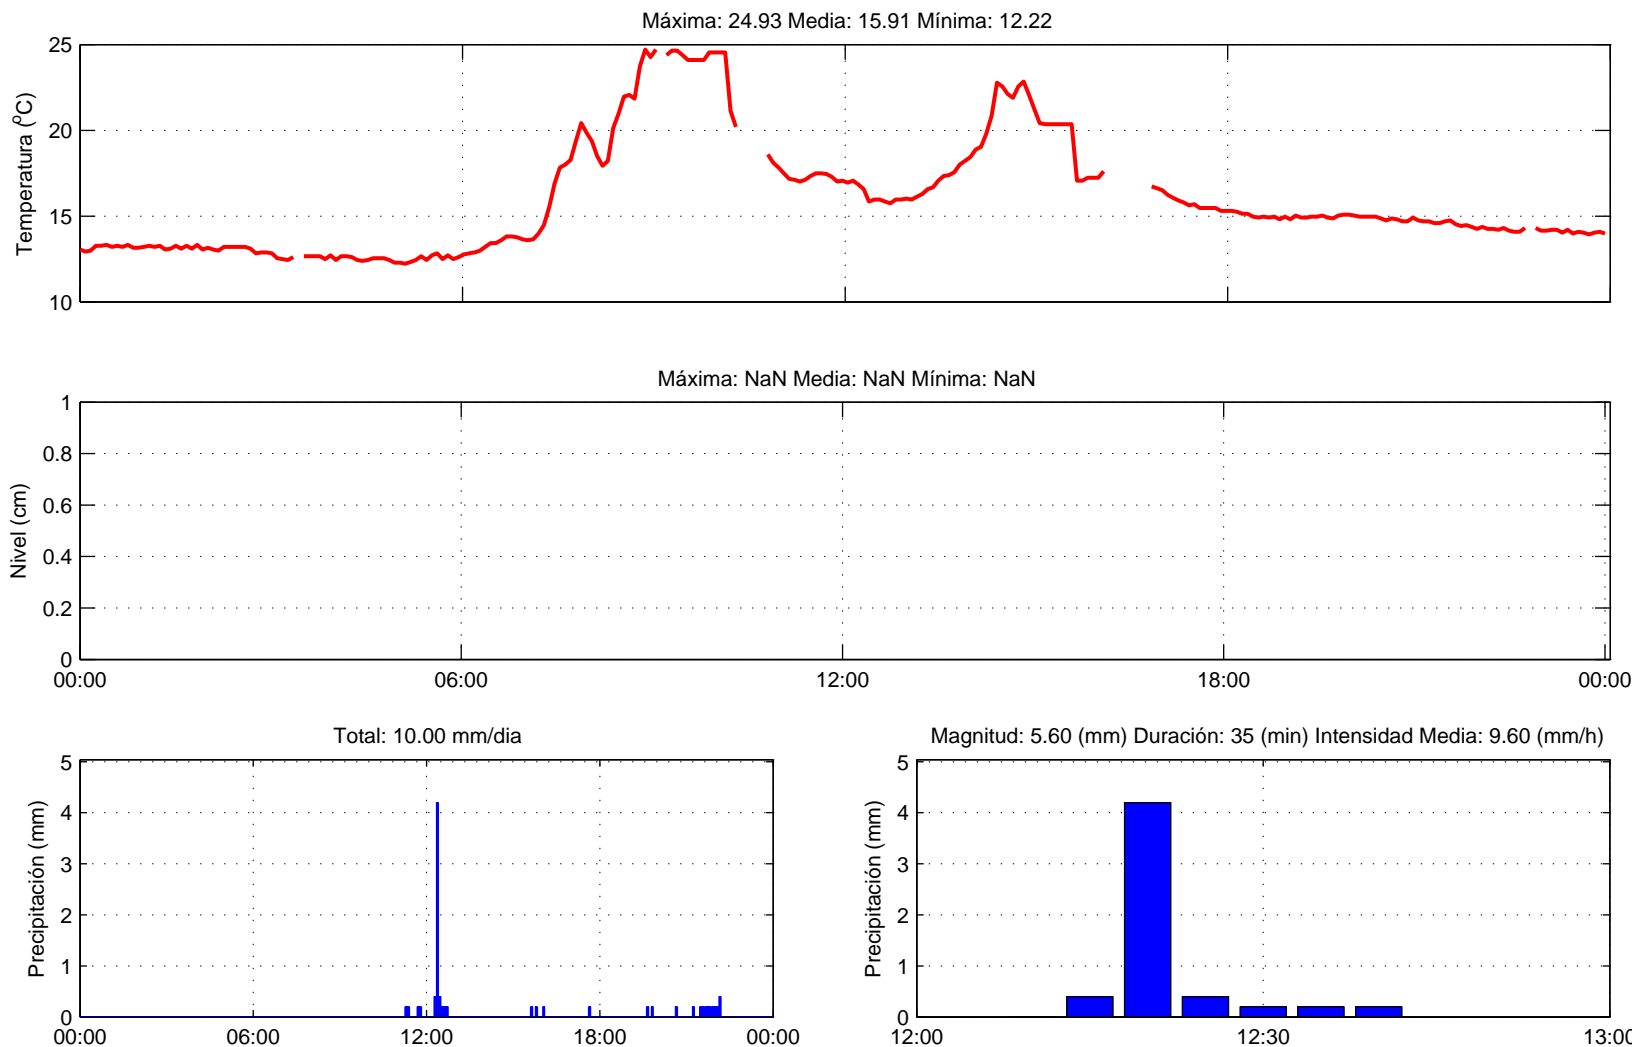 Máxima: 24.93 Media: 15.91 Mínima: 12.22
Temperatura (ºC)
25
20
15
10
Máxima: NaN Media: NaN Mínima: NaN
Nivel (cm)
1
0.8
0.6
0.4
0.2
0
00:00 06:00 12:00 18:00 00:00
Total: 10.00 mm/dia
Precipitación (mm)
5
4
3
2
1
0
00:00 06:00 12:00 18:00 00:00
Magnitud: 5.60 (mm) Duración: 35 (min) Intensidad Media: 9.60 (mm/h)
Precipitación (mm)
5
4
3
2
1
0
12:00 12:30 13:00